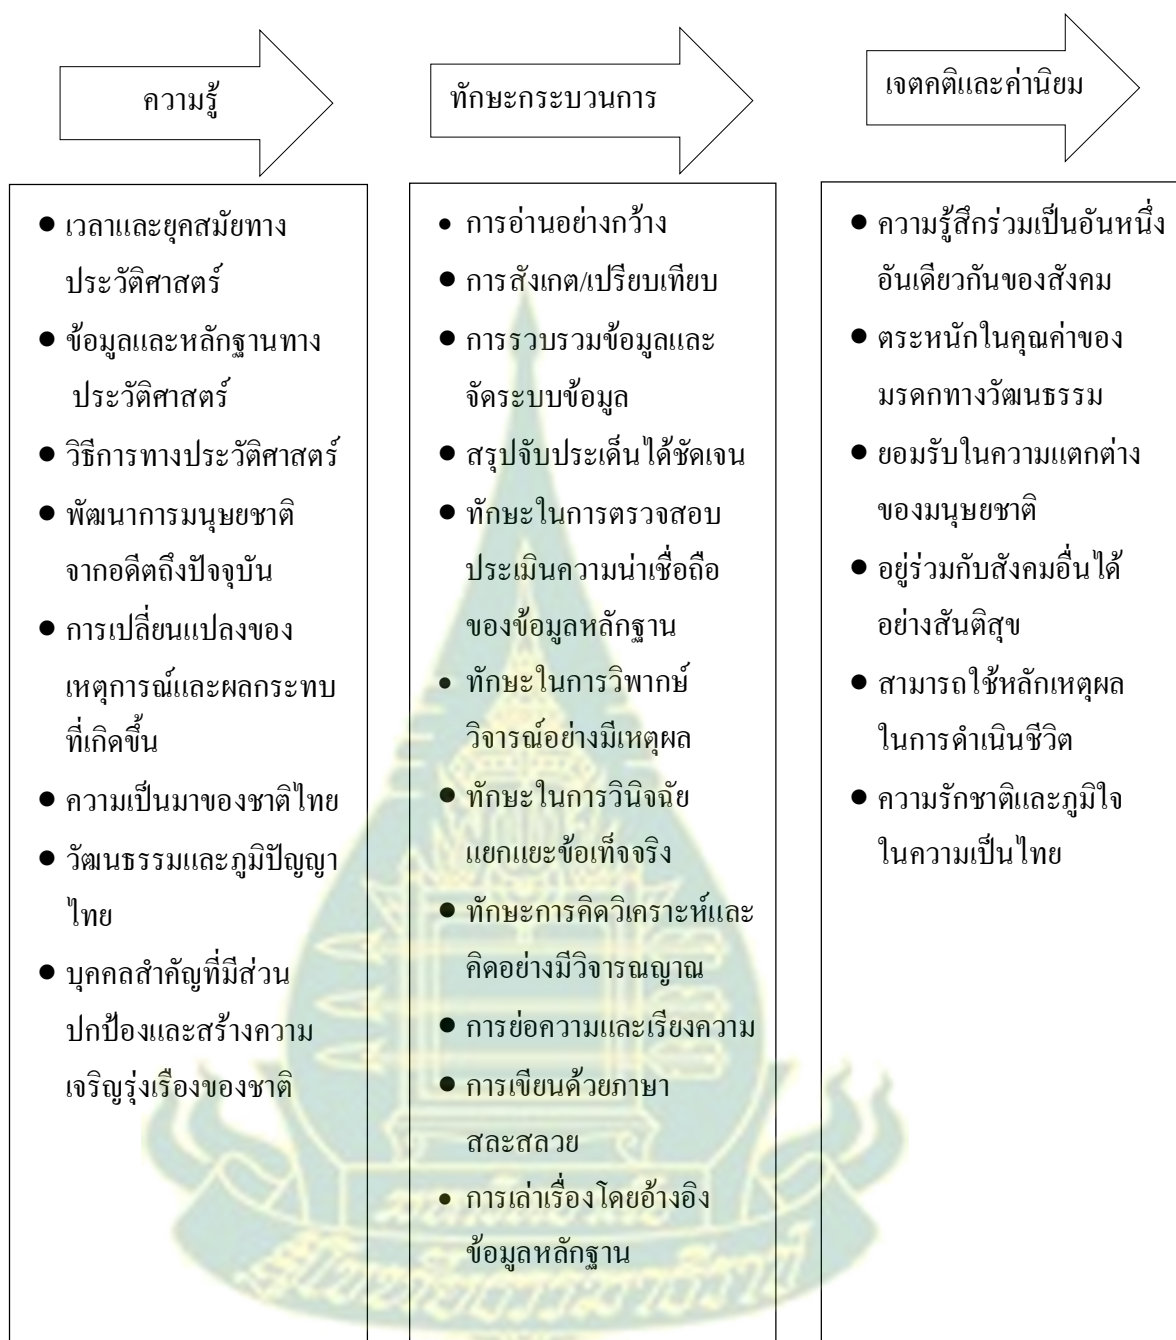 ความรู้
ทักษะกระบวนการ
เจตคติและค่านิยม
● เวลาและยุคสมัยทาง
ประวัติศาสตร์
● ข้อมูลและหลักฐานทาง
ประวัติศาสตร์
● วิธีการทางประวัติศาสตร์
● พัฒนาการมนุษยชาติ
จากอดีตถึงปัจจุบัน
● การเปลี่ยนแปลงของ
เหตุการณ์และผลกระทบ
ที่เกิดขึ้น
● ความเป็นมาของชาติไทย
● วัฒนธรรมและภูมิปัญญา
ไทย
● บุคคลสำคัญที่มีส่วน
ปกป้องและสร้างความ
เจริญรุ่งเรืองของชาติ
● การอ่านอย่างกว้าง
● การสังเกต/เปรียบเทียบ
● การรวบรวมข้อมูลและ
จัดระบบข้อมูล
● สรุปจับประเด็นได้ชัดเจน
● ทักษะในการตรวจสอบ
ประเมินความน่าเชื่อถือ
ของข้อมูลหลักฐาน
● ทักษะในการวิพากษ์
วิจารณ์อย่างมีเหตุผล
● ทักษะในการวินิจฉัย
แยกแยะข้อเท็จจริง
● ทักษะการคิดวิเคราะห์และ
คิดอย่างมีวิจารณญาณ
● การย่อความและเรียงความ
● การเขียนด้วยภาษา
สละสลวย
● การเล่าเรื่องโดยอ้างอิง
ข้อมูลหลักฐาน
● ความรู้สึกร่วมเป็นอันหนึ่ง
อันเดียวกันของสังคม
● ตระหนักในคุณค่าของ
มรดกทางวัฒนธรรม
● ยอมรับในความแตกต่าง
ของมนุษยชาติ
● อยู่ร่วมกับสังคมอื่นได้
อย่างสันติสุข
● สามารถใช้หลักเหตุผล
ในการดำเนินชีวิต
● ความรักชาติและภูมิใจ
ในความเป็นไทย